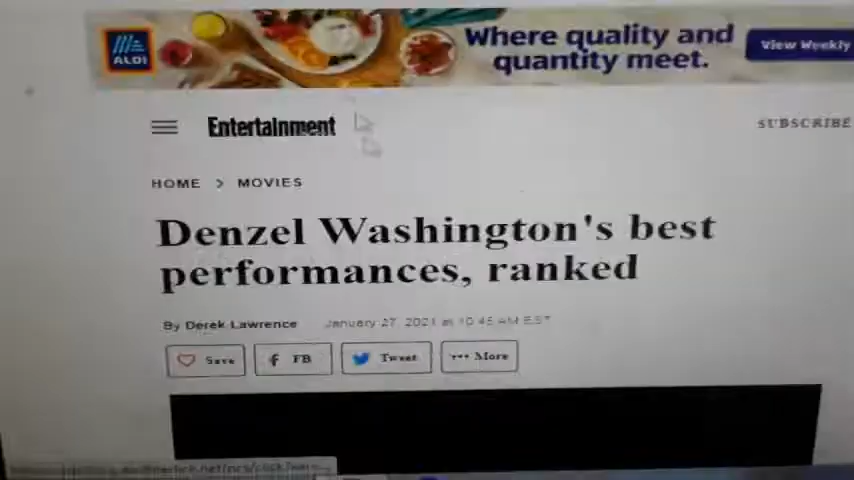 Where quality and
quantity meet.
View Weekly
ALDI
Entertainment
SUBSCRIBE
HOME > MOVIES
Denzel Washington's best
performances, ranked
By Derek Lawrence January 27, 2021 at 10:45 AM EST
Save
FB
Tweet
••• More